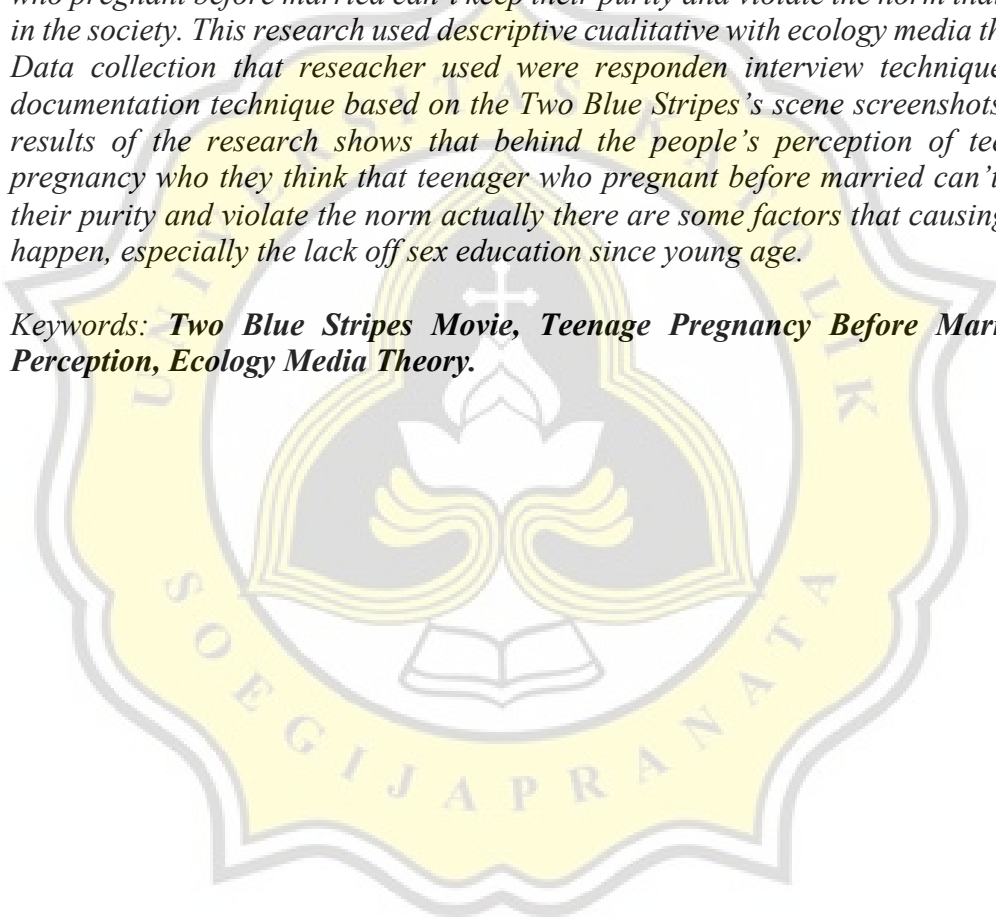 who pregnant before married can't keep their purity and violate the norm
in the society. This research used descriptive cualitative with ecology media
Data collection that reseacher used were responden interview technique
documentation technique based on the Two Blue Stripes's scene screenshots
results of the research shows that behind the people's perception of
pregnancy who they think that teenager who pregnant before married can't
their purity and violate the norm actually there are some factors that causing
happen, especially the lack off sex education since young age.
Keywords: Two Blue Stripes Movie, Teenage Pregnancy Before
Perception, Ecology Media Theory.
UNIVERSITAS KATOLIK
SOEGIJAPRANATA